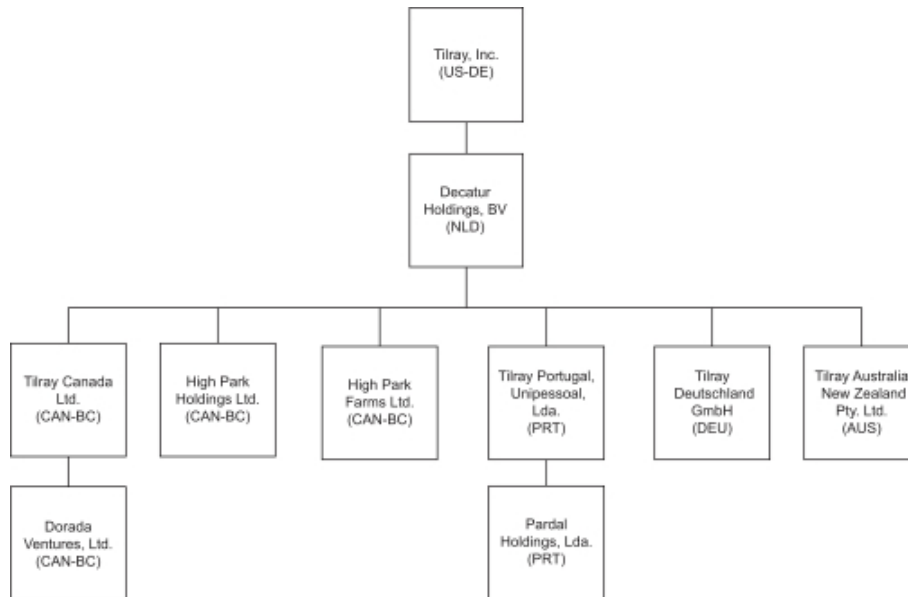 Tilray, Inc.
(US-DE)
Decatur
Holdings, BV
(NLD)
Tilray Canada
Ltd.
(CAN-BC)
High Park
Holdings Ltd.
(CAN-BC)
High Park
Farms Ltd.
(CAN-BC)
Tilray Portugal,
Unipessoal,
Lda.
(PRT)
Tilray
Deutschland
GmbH
(DEU)
Tilray Australia
New Zealand
Pty. Ltd.
(AUS)
Dorada
Ventures, Ltd.
(CAN-BC)
Pardal
Holdings, Lda.
(PRT)